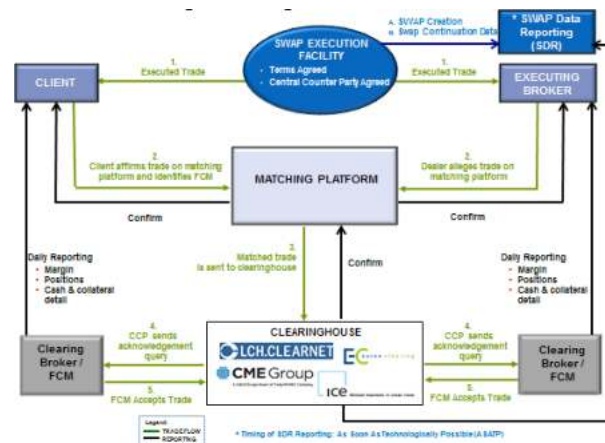 A. SWAP Creation
B. Swap Continuation Data
* SWAP Data
Reporting
(SDR)
SWAP EXECUTION
FACILITY
• Terms Agreed
• Central Counter Party Agreed
1.
Executed Trade
1.
Executed Trade
CLIENT
EXECUTING
BROKER
2.
Client affirms trade on matching
platform and identifies FCM
MATCHING PLATFORM
2.
Dealer alleges trade on
matching platform
Confirm
Confirm
3.
Matched trade
is sent to clearinghouse
Confirm
Daily Reporting
• Margin
• Positions
• Cash & collateral
detail
Daily Reporting
• Margin
• Positions
• Cash & collateral
detail
CLEARINGHOUSE
LCH.CLEARNET
CME Group
ice
Clearing
Broker /
FCM
4.
CCP sends
acknowledgement
query
5.
FCM Accepts Trade
4.
CCP sends
acknowledgement
query
5.
FCM Accepts Trade
Clearing
Broker /
FCM
Legend
TRADEFLOW
REPORTING
* Timing of SDR Reporting: As Soon As Technologically Possible (ASATP)